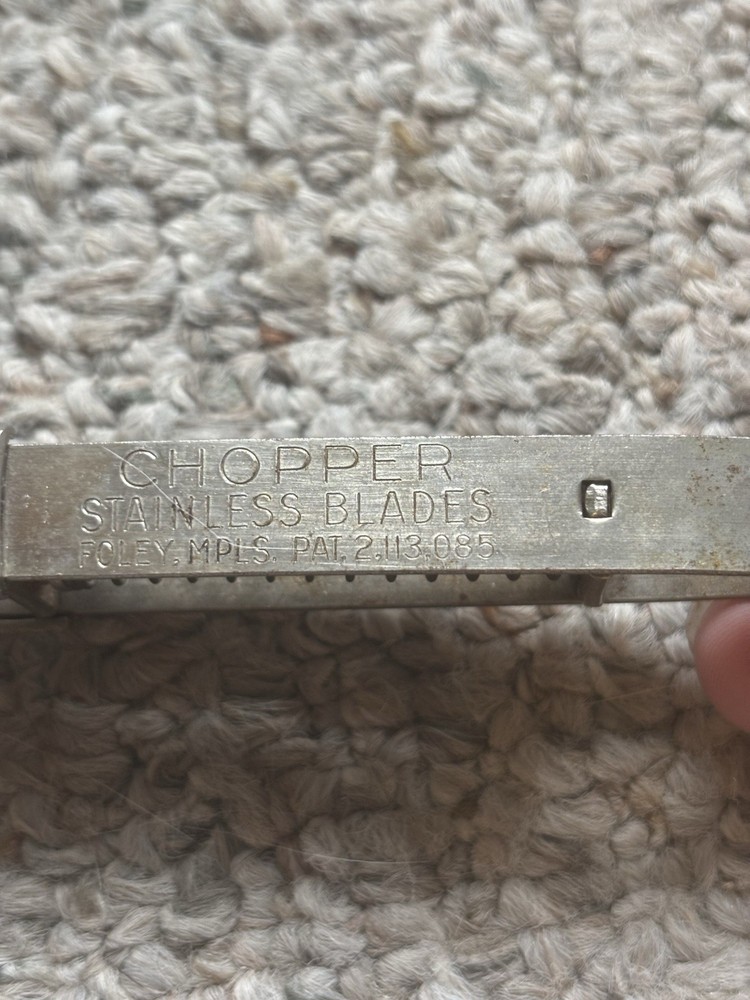 CHOPPER
STAINLESS BLADES
FOLEY, MPLS. PAT. 2,113,085